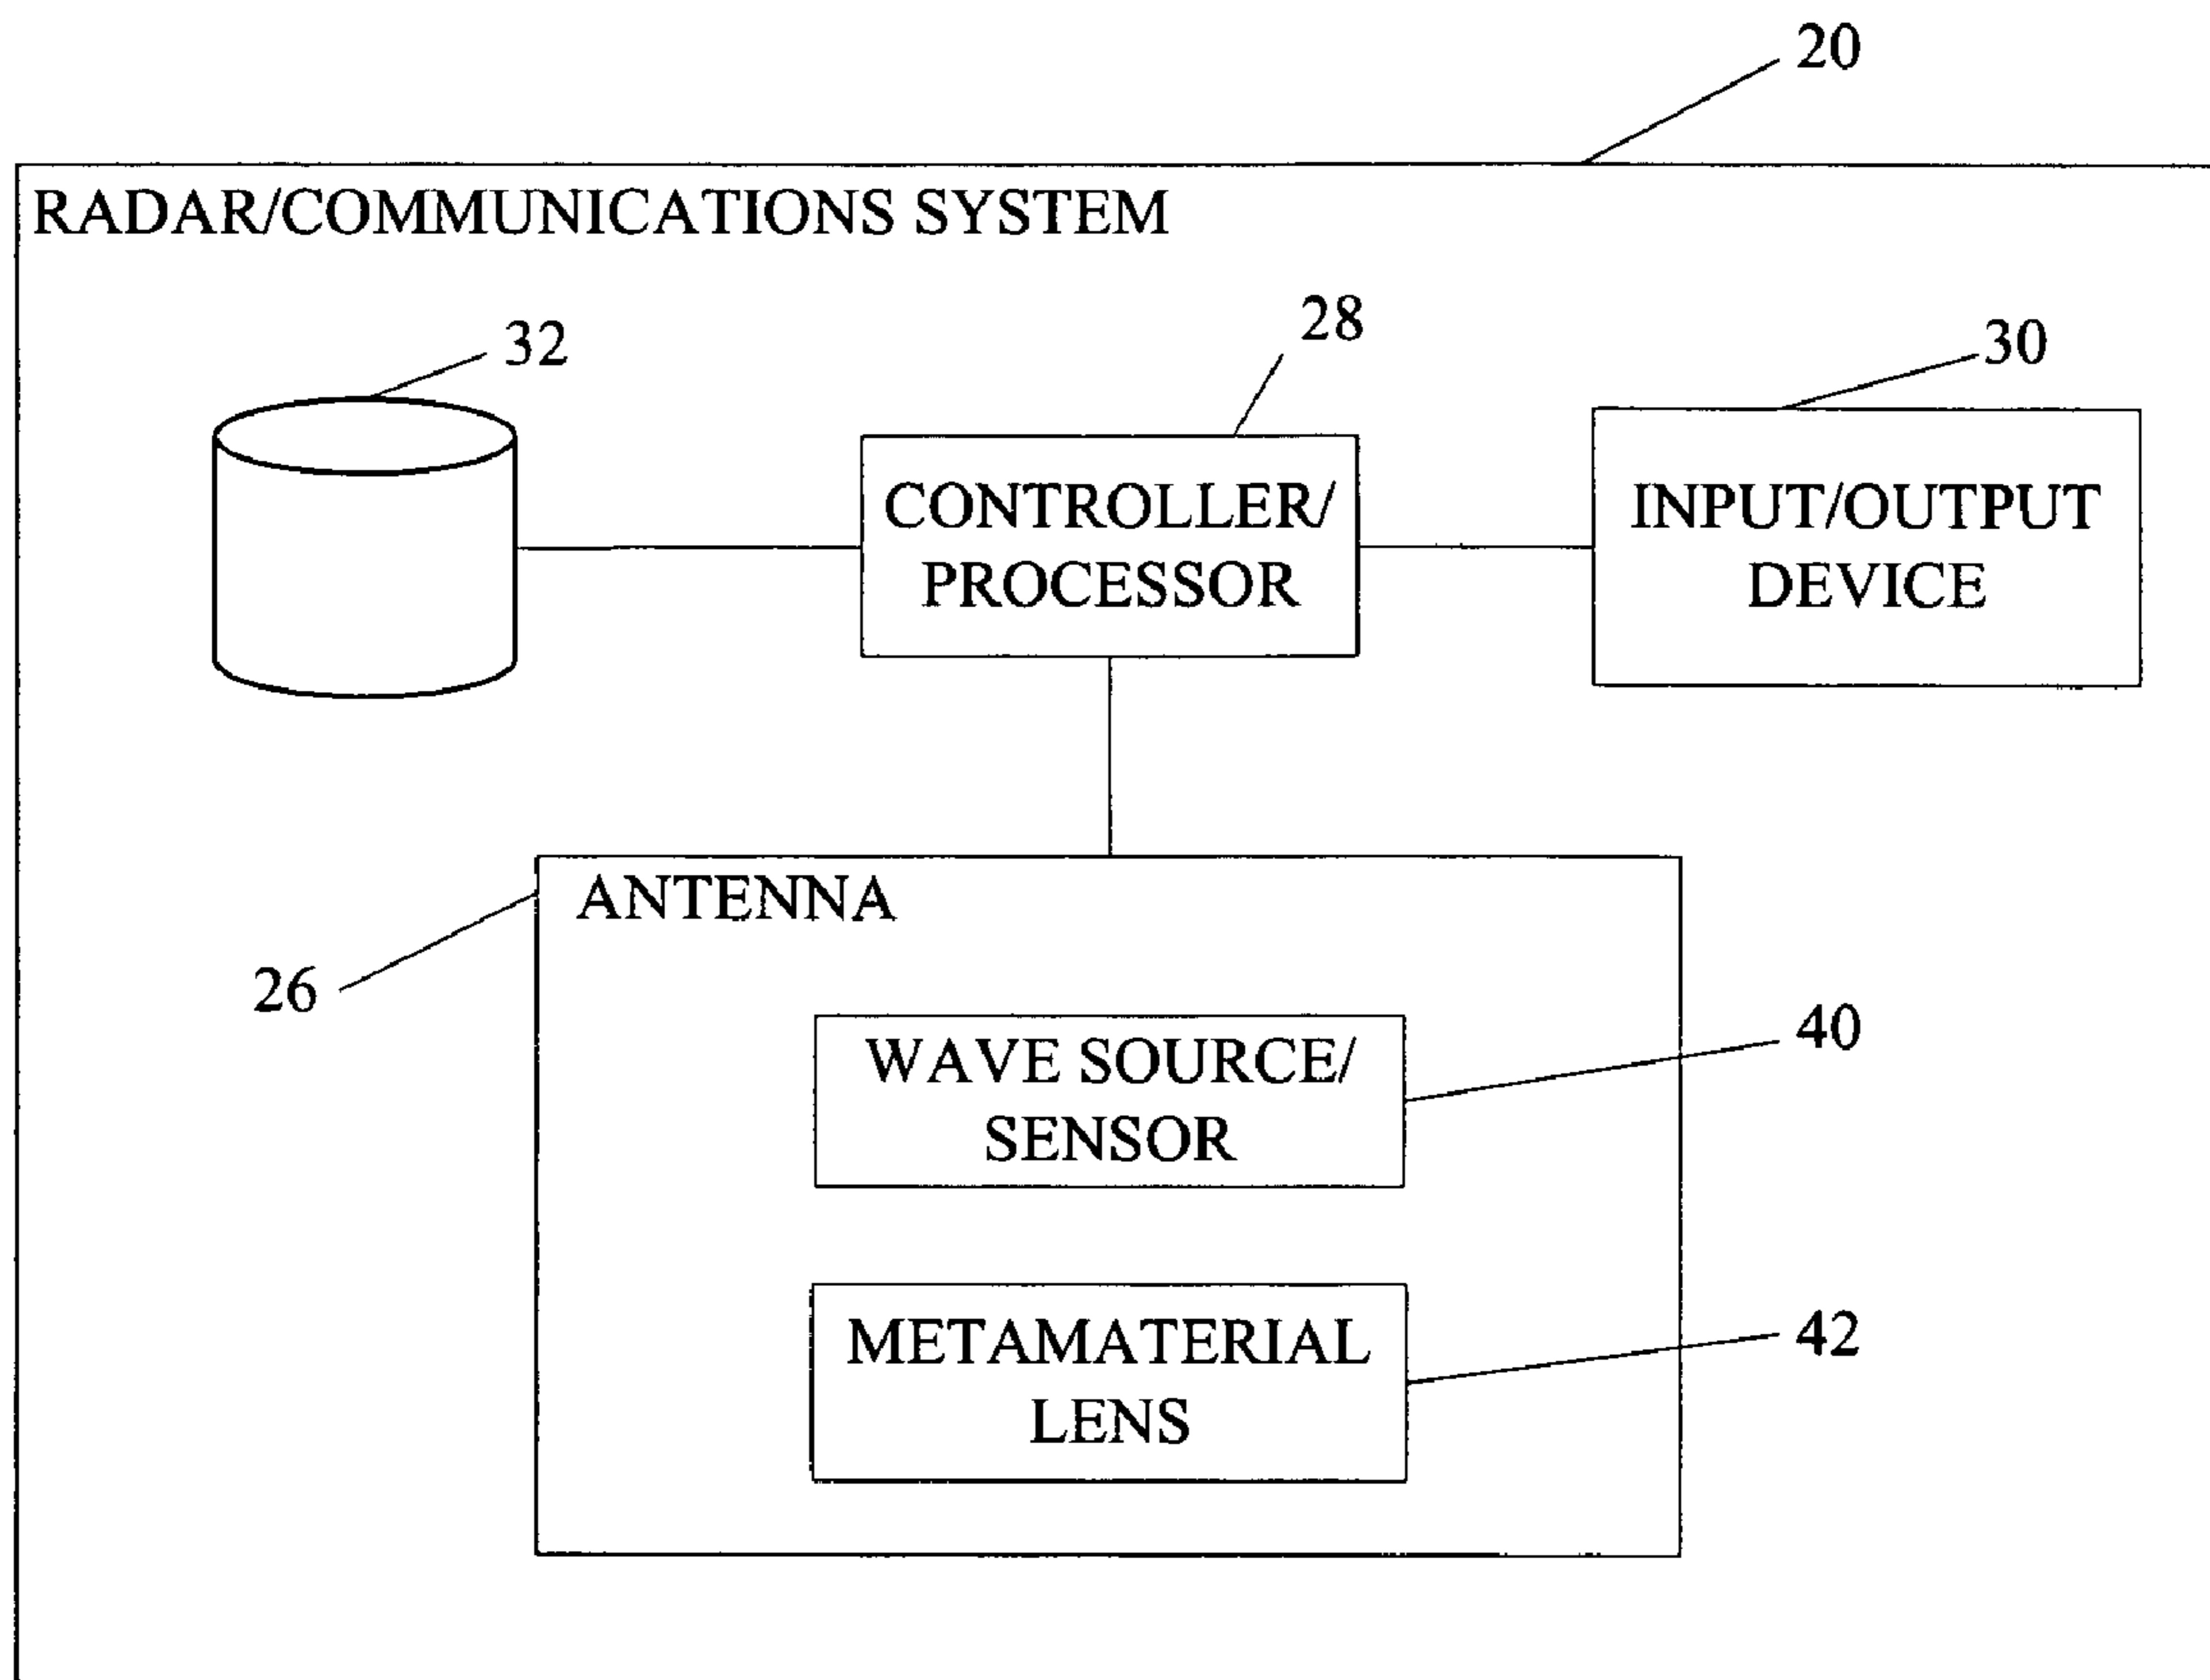 20
RADAR/COMMUNICATIONS SYSTEM
32
28
30
CONTROLLER/
PROCESSOR
INPUT/OUTPUT
DEVICE
ANTENNA
26
WAVE SOURCE/
SENSOR
40
METAMATERIAL
LENS
42